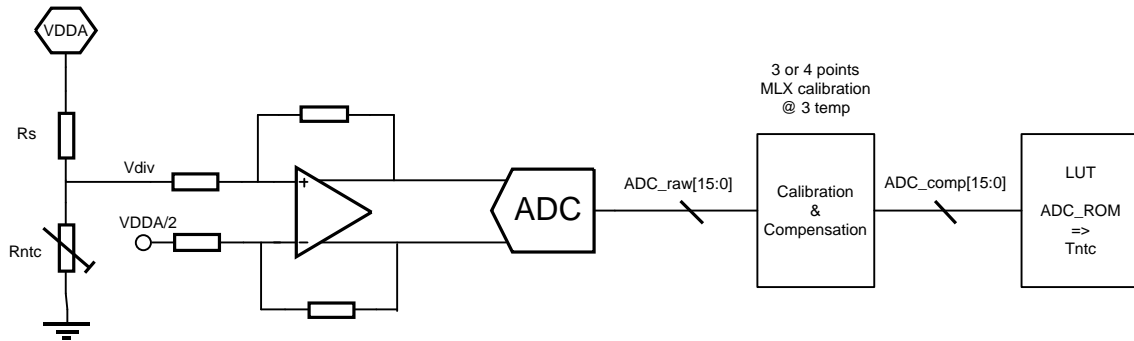 VDDA
Rs
Vdiv
VDDA/2
Rntc
+
−
ADC
ADC_raw[15:0]
3 or 4 points
MLX calibration
@ 3 temp
Calibration
&
Compensation
ADC_comp[15:0]
LUT
ADC_ROM
=>
Tntc